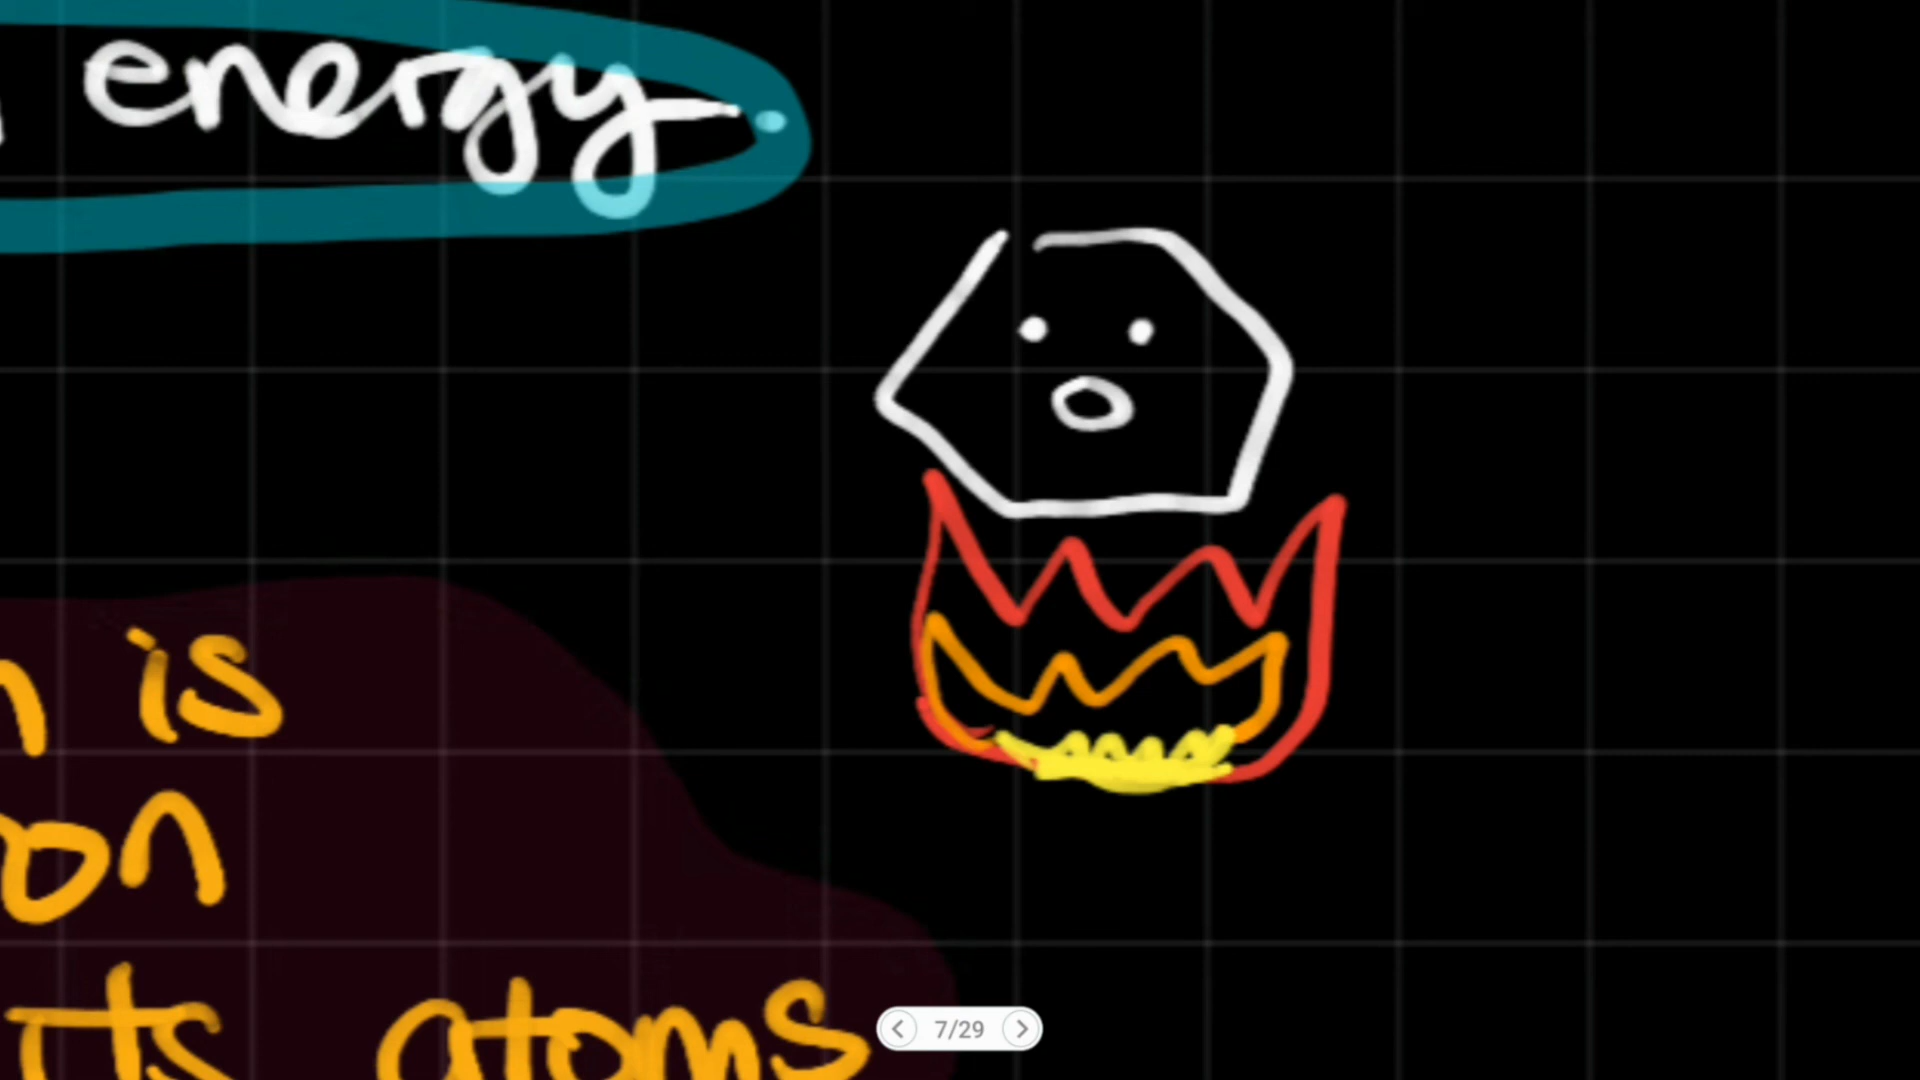 energy
is
on
its atoms
7/29